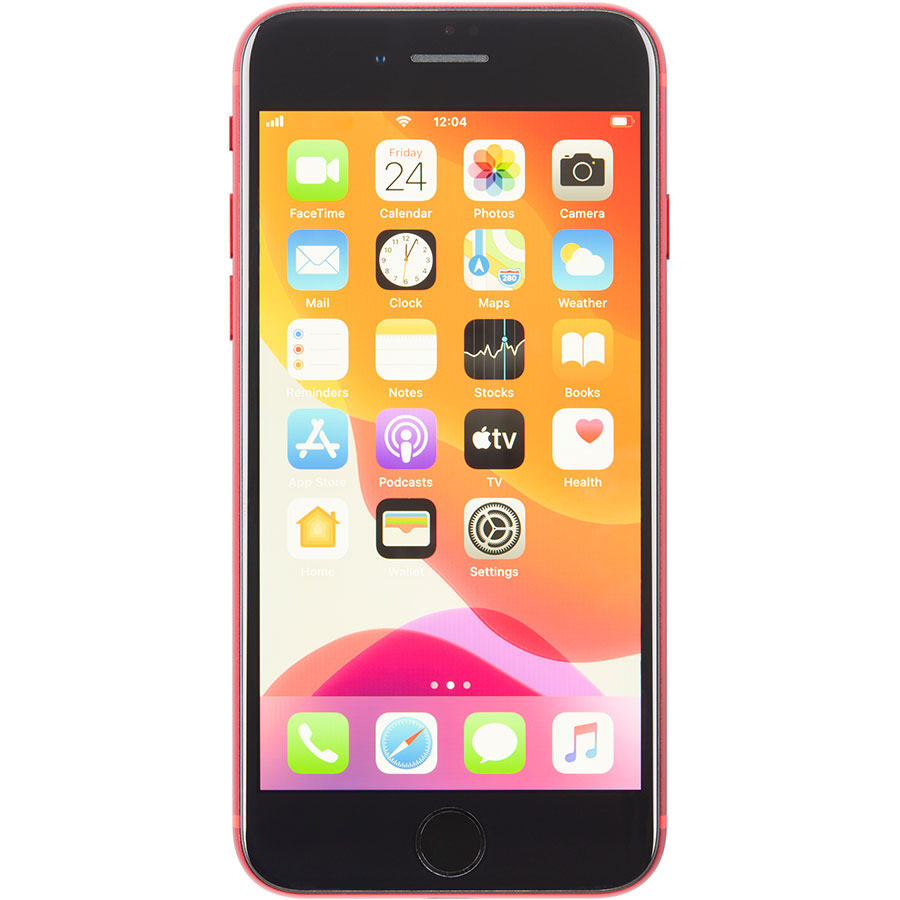 12:04
Friday
24
FaceTime Calendar Photos Camera
12
280
Mail Clock Maps Weather
Reminders Notes Stocks Books
tv
App Store Podcasts TV Health
Home Wallet Settings